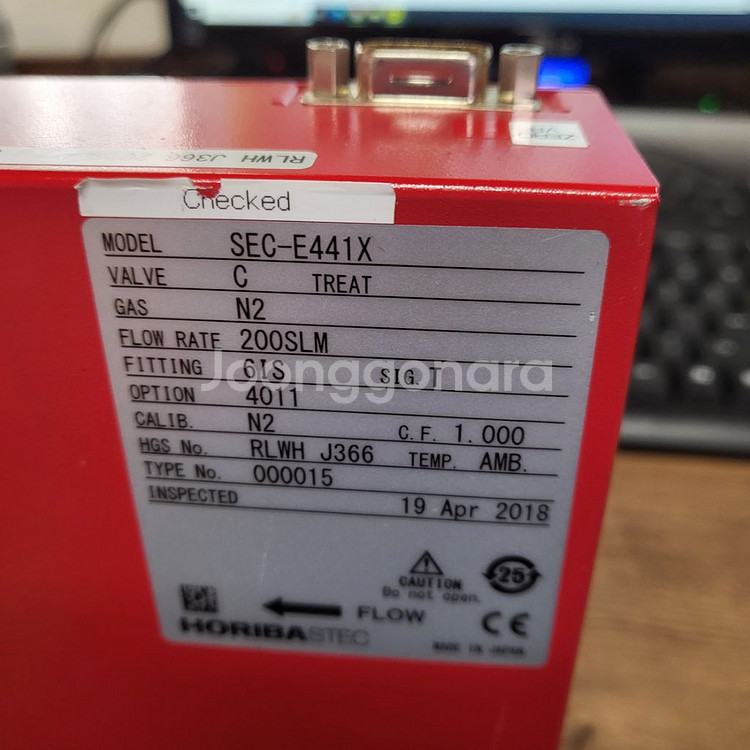 ZERO
RLWH J366
Checked
MODEL SEC-E441X
VALVE C TREAT
GAS N2
FLOW RATE 200SLM
FITTING 6IS SIG. T
OPTION 4011
CALIB. N2 C.F. 1.000
HGS No. RLWH J366 TEMP. AMB.
TYPE No. 000015
INSPECTED 19 Apr 2018
Joonggonara
CAUTION
Do not open.
25
FLOW
HORIBASTEC
CE
MADE IN JAPAN